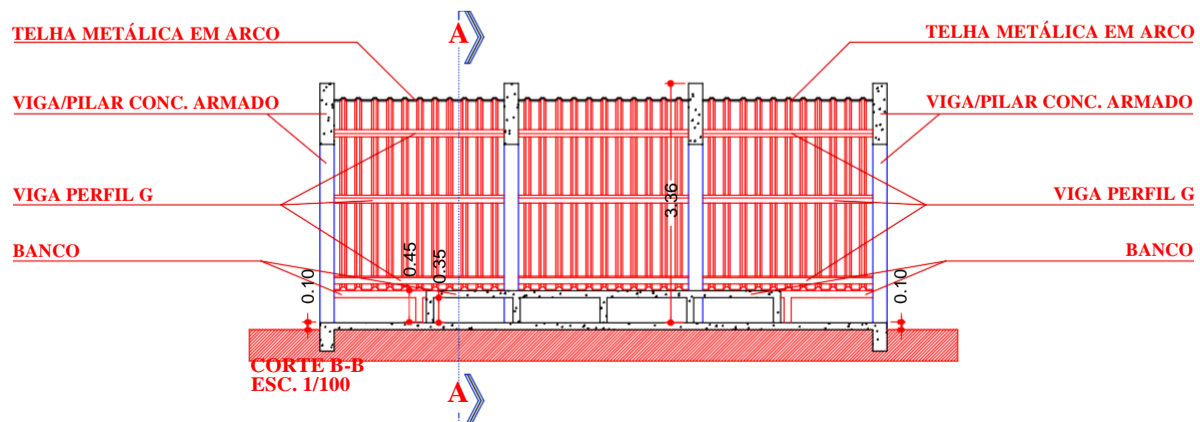 A
TELHA METÁLICA EM ARCO
TELHA METÁLICA EM ARCO
VIGA/PILAR CONC. ARMADO
VIGA/PILAR CONC. ARMADO
VIGA PERFIL G
VIGA PERFIL G
3.36
BANCO
BANCO
0.45
0.35
0.10
0.10
CORTE B-B
ESC. 1/100
A